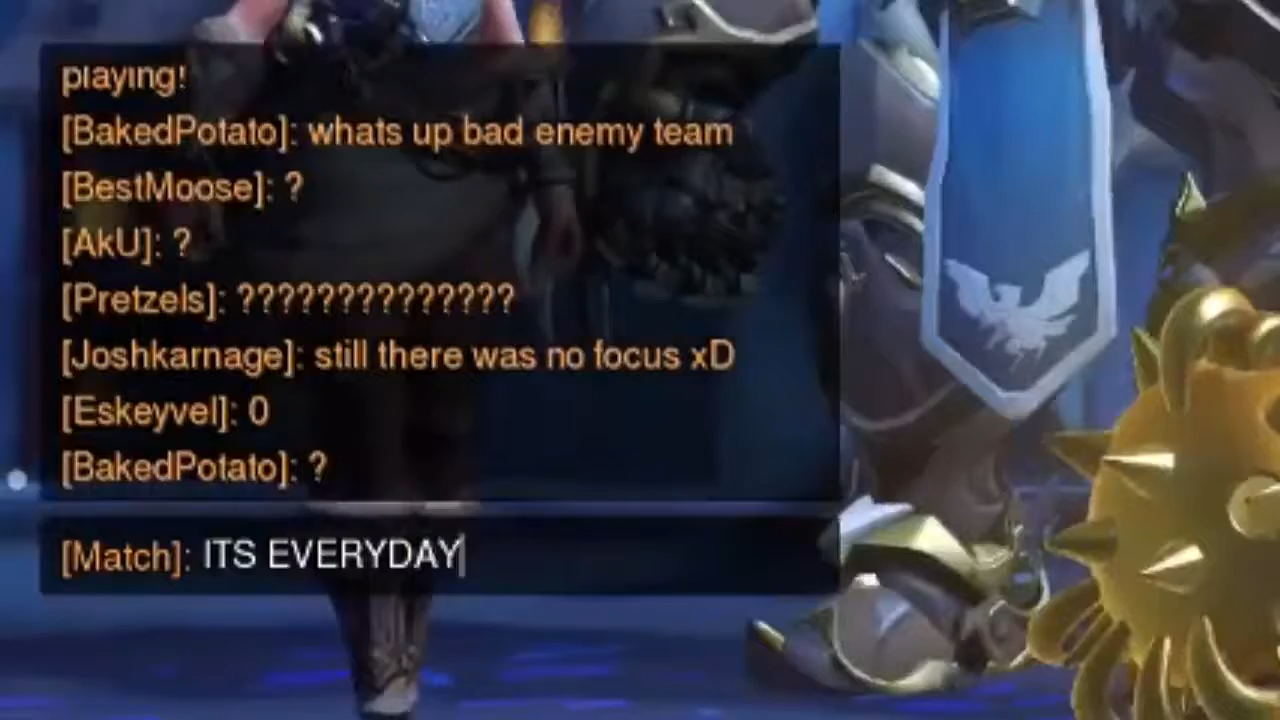 playing!
[BakedPotato]: whats up bad enemy team
[BestMoose]: ?
[AkU]: ?
[Pretzels]: ??????????????
[Joshkarnage]: still there was no focus xD
[Eskeyvel]: 0
[BakedPotato]: ?
[Match]: ITS EVERYDAY